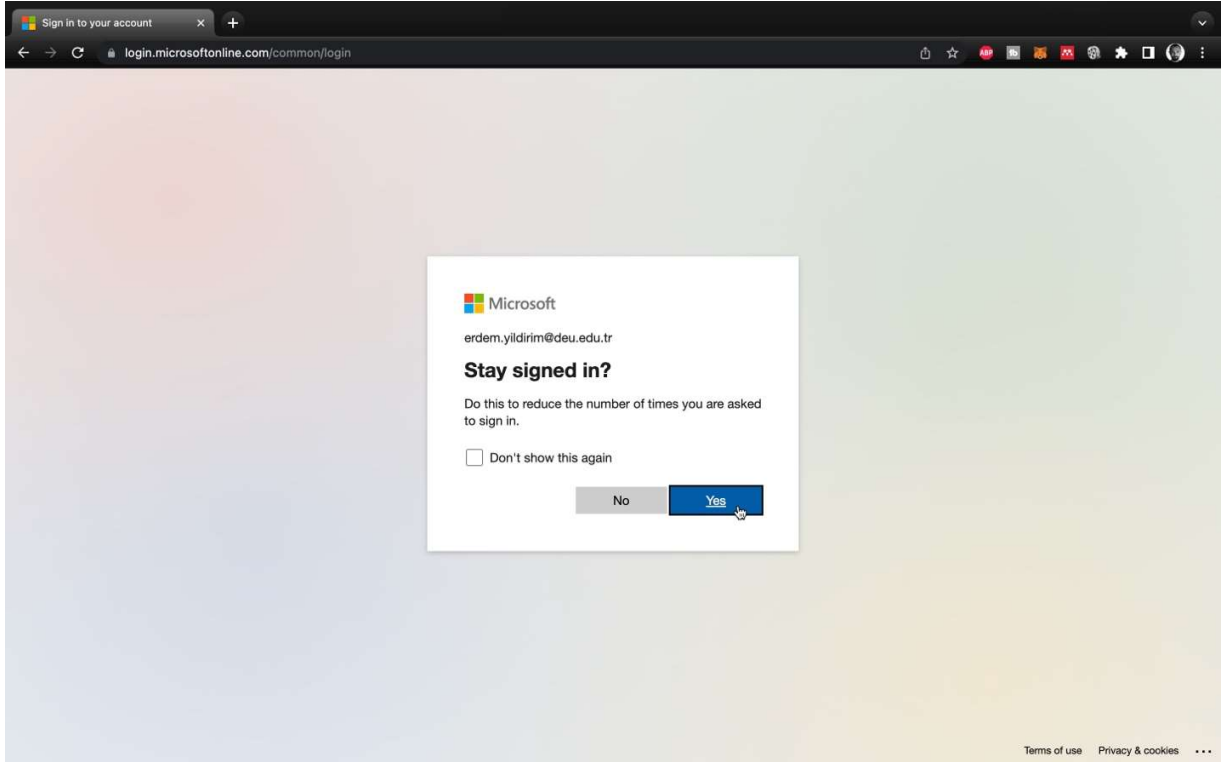 Sign in to your account
login.microsoftonline.com/common/login
ABP
Microsoft
erdem.yildirim@deu.edu.tr
Stay signed in?
Do this to reduce the number of times you are asked
to sign in.
Don't show this again
No Yes
Terms of use Privacy & cookies